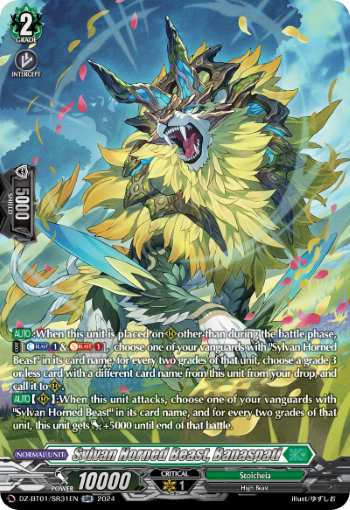 2
GRADE
INTERCEPT
5000
SHIELD
AUTO:When this unit is placed on R other than during the battle phase,
COST [C BLAST 1 & S BLAST 1], choose one of your vanguards with "Sylvan Horned
Beast" in its card name, for every two grades of that unit, choose a grade 3
or less card with a different card name from this unit from your drop, and
call it to R.
AUTO【R】:When this unit attacks, choose one of your vanguards with
"Sylvan Horned Beast" in its card name, and for every two grades of that
unit, this unit gets +5000 until end of that battle.
NORMAL UNIT Sylvan Horned Beast, Banaspati
POWER 10000 CRITICAL 1 Stoicheia
High Beast
DZ-BT01/SR31EN SR 2024 illust/ゆずしお